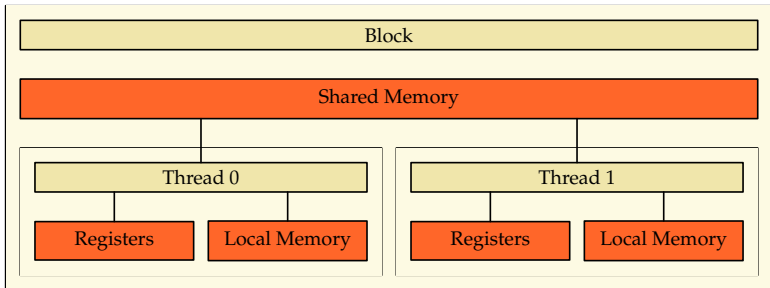 Block
Shared Memory
Thread 0
Thread 1
Registers
Local Memory
Registers
Local Memory